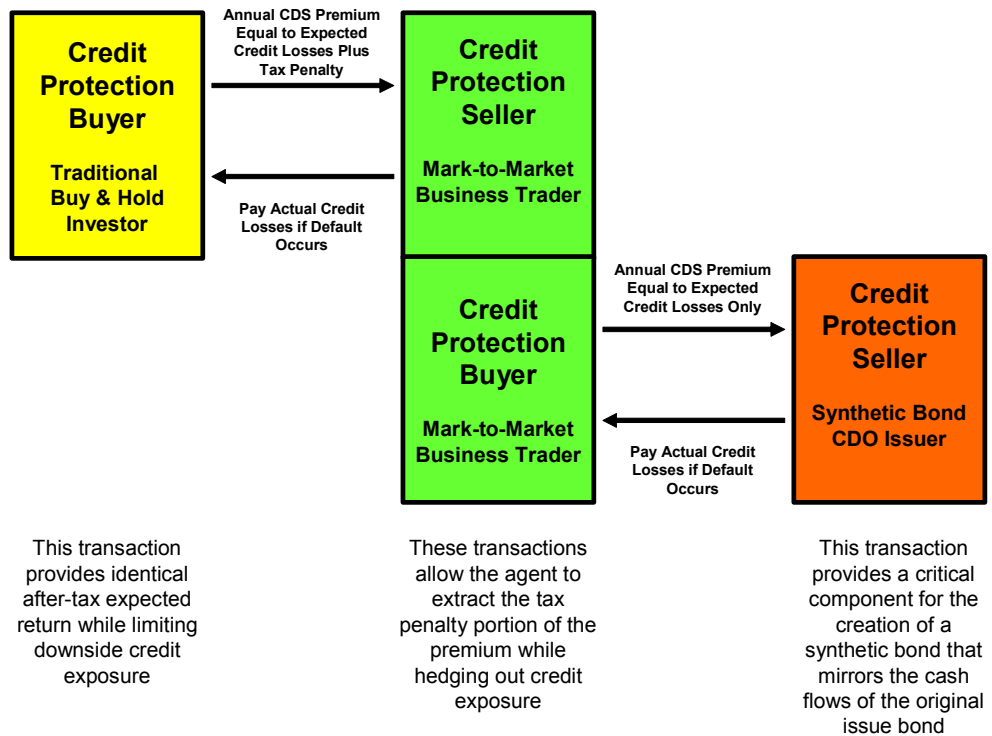 Credit
Protection
Buyer
Traditional
Buy & Hold
Investor
Annual CDS Premium
Equal to Expected
Credit Losses Plus
Tax Penalty
Pay Actual Credit
Losses if Default
Occurs
Credit
Protection
Seller
Mark-to-Market
Business Trader
Credit
Protection
Buyer
Mark-to-Market
Business Trader
Annual CDS Premium
Equal to Expected
Credit Losses Only
Pay Actual Credit
Losses if Default
Occurs
Credit
Protection
Seller
Synthetic Bond
CDO Issuer
This transaction
provides identical
after-tax expected
return while limiting
downside credit
exposure
These transactions
allow the agent to
extract the tax
penalty portion of the
premium while
hedging out credit
exposure
This transaction
provides a critical
component for the
creation of a
synthetic bond that
mirrors the cash
flows of the original
issue bond